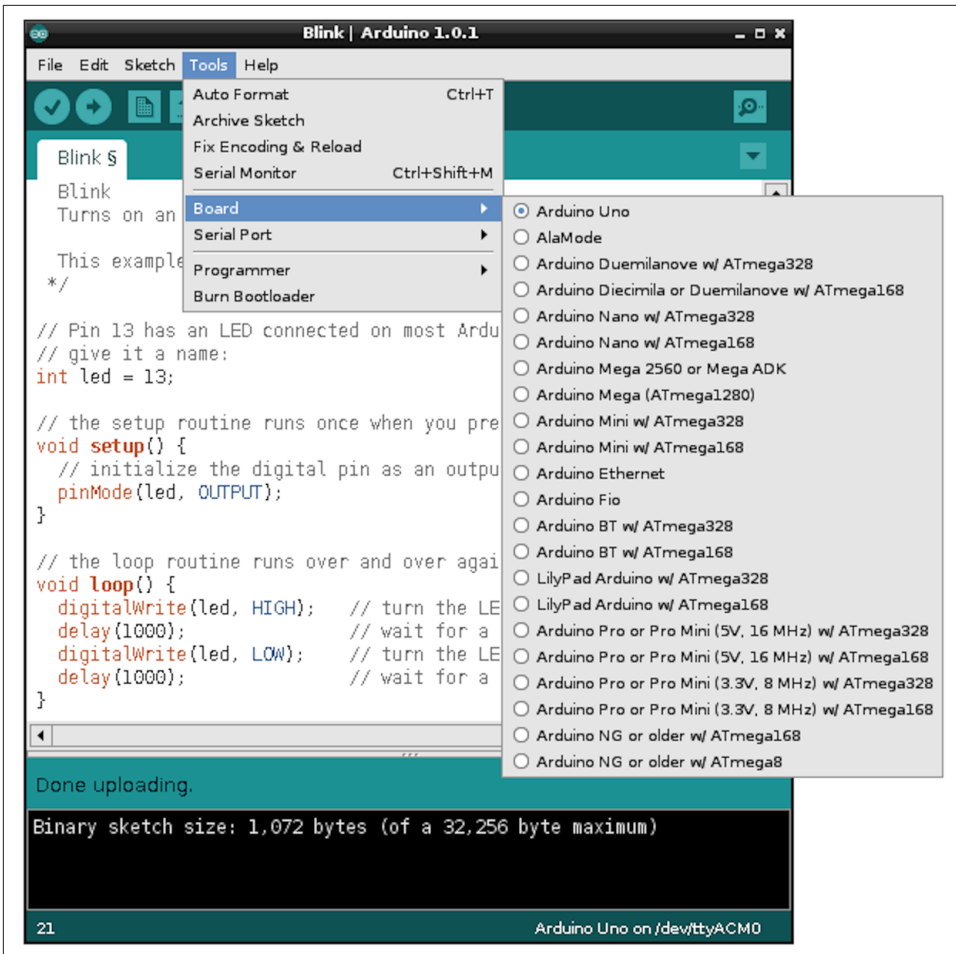 Blink | Arduino 1.0.1
File Edit Sketch Tools Help
Auto Format Ctrl+T
Archive Sketch
Fix Encoding & Reload
Serial Monitor Ctrl+Shift+M
Board
Serial Port
Programmer
Burn Bootloader
Arduino Uno
AlaMode
Arduino Duemilanove w/ ATmega328
Arduino Diecimila or Duemilanove w/ ATmega168
Arduino Nano w/ ATmega328
Arduino Nano w/ ATmega168
Arduino Mega 2560 or Mega ADK
Arduino Mega (ATmega1280)
Arduino Mini w/ ATmega328
Arduino Mini w/ ATmega168
Arduino Ethernet
Arduino Fio
Arduino BT w/ ATmega328
Arduino BT w/ ATmega168
LilyPad Arduino w/ ATmega328
LilyPad Arduino w/ ATmega168
Arduino Pro or Pro Mini (5V, 16 MHz) w/ ATmega328
Arduino Pro or Pro Mini (5V, 16 MHz) w/ ATmega168
Arduino Pro or Pro Mini (3.3V, 8 MHz) w/ ATmega328
Arduino Pro or Pro Mini (3.3V, 8 MHz) w/ ATmega168
Arduino NG or older w/ ATmega168
Arduino NG or older w/ ATmega8
Blink §
Blink
Turns on an
This example
*/
// Pin 13 has an LED connected on most Ardu
// give it a name:
int led = 13;
// the setup routine runs once when you pre
void setup() {
// initialize the digital pin as an outpu
pinMode(led, OUTPUT);
}
// the loop routine runs over and over agai
void loop() {
digitalWrite(led, HIGH); // turn the LE
delay(1000); // wait for a
digitalWrite(led, LOW); // turn the LE
delay(1000); // wait for a
}
Done uploading.
Binary sketch size: 1,072 bytes (of a 32,256 byte maximum)
21 Arduino Uno on /dev/ttyACM0